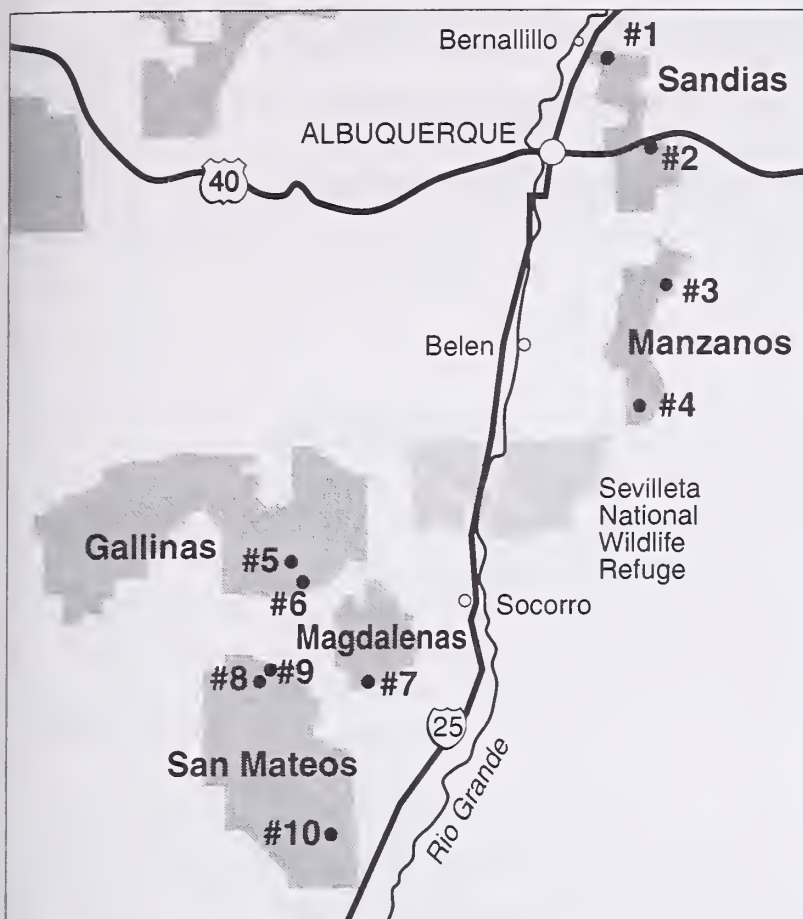 #1
Bernallillo
Sandias
ALBUQUERQUE
#2
40
#3
Belen
Manzanos
#4
Sevilleta
National
Wildlife
Refuge
Gallinas
#5
#6
Socorro
Magdalenas
#9
#8
#7
25
San Mateos
Rio Grande
#10